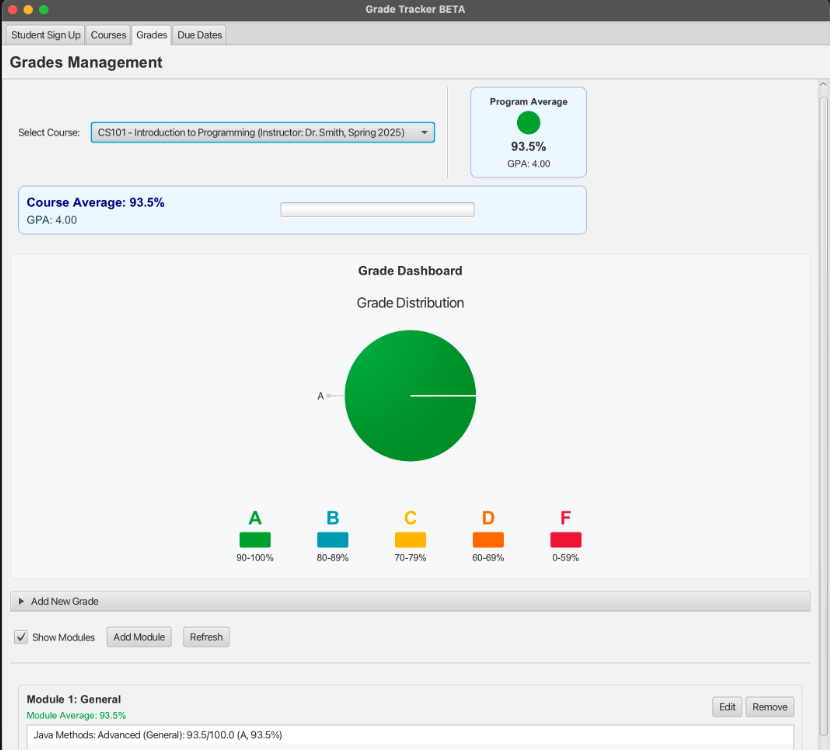 Grade Tracker BETA
Student Sign Up Courses Grades Due Dates
Grades Management
Select Course: CS101 - Introduction to Programming (Instructor: Dr. Smith, Spring 2025)
Program Average
93.5%
GPA: 4.00
Course Average: 93.5%
GPA: 4.00
Grade Dashboard
Grade Distribution
A
A B C D F
90-100% 80-89% 70-79% 60-69% 0-59%
Add New Grade
Show Modules Add Module Refresh
Module 1: General
Module Average: 93.5%
Edit Remove
Java Methods: Advanced (General): 93.5/100.0 (A, 93.5%)